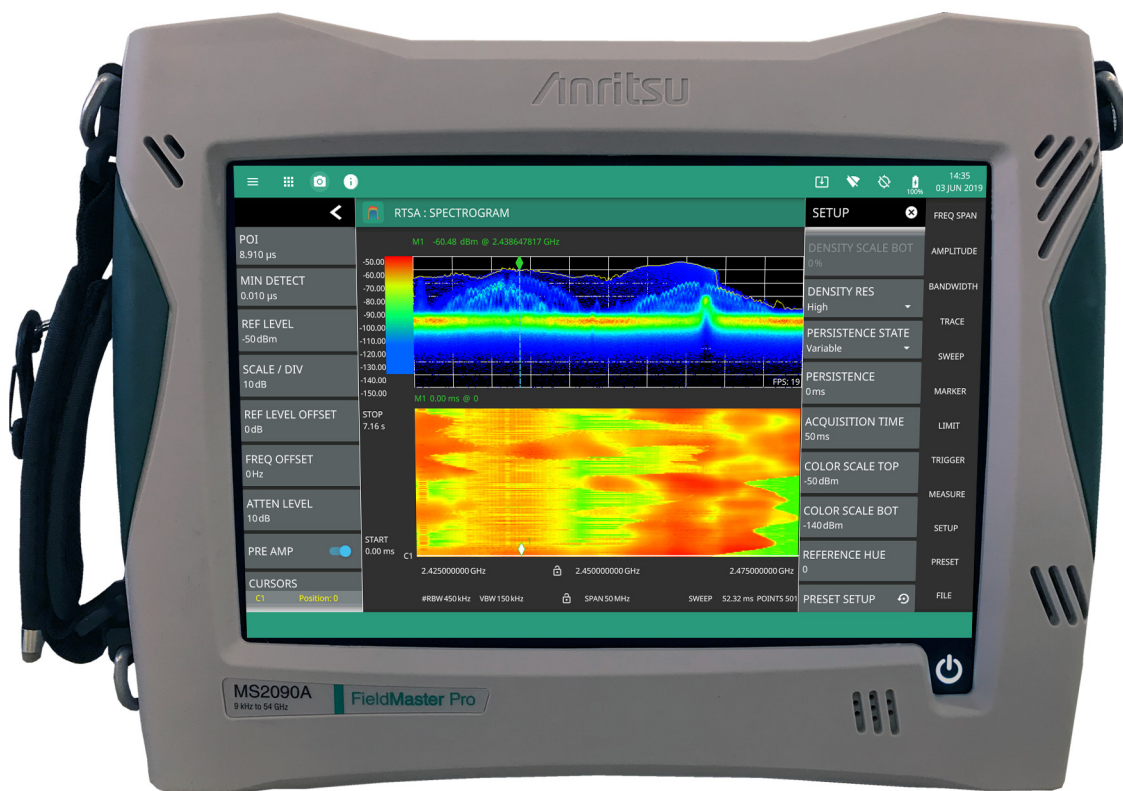 Anritsu
14:35
100%
03 JUN 2019
RTSA : SPECTROGRAM
SETUP
FREQ SPAN
AMPLITUDE
BANDWIDTH
TRACE
SWEEP
MARKER
LIMIT
TRIGGER
MEASURE
SETUP
PRESET
FILE
POI
8.910 µs
MIN DETECT
0.010 µs
REF LEVEL
-50 dBm
SCALE / DIV
10 dB
REF LEVEL OFFSET
0 dB
FREQ OFFSET
0 Hz
ATTEN LEVEL
10 dB
PRE AMP
CURSORS
C1 Position: 0
M1 -60.48 dBm @ 2.438647817 GHz
-50.00
-60.00
-70.00
-80.00
-90.00
-100.00
-110.00
-120.00
-130.00
-140.00
-150.00
FPS: 19
M1 0.00 ms @ 0
STOP
7.16 s
START
0.00 ms
C1
2.425000000 GHz 2.450000000 GHz 2.475000000 GHz
#RBW 450 kHz VBW 150 kHz SPAN 50 MHz SWEEP 52.32 ms POINTS 501
DENSITY SCALE BOT
0 %
DENSITY RES
High
PERSISTENCE STATE
Variable
PERSISTENCE
0 ms
ACQUISITION TIME
50 ms
COLOR SCALE TOP
-50 dBm
COLOR SCALE BOT
-140 dBm
REFERENCE HUE
0
PRESET SETUP
MS2090A
9 kHz to 54 GHz
FieldMaster Pro